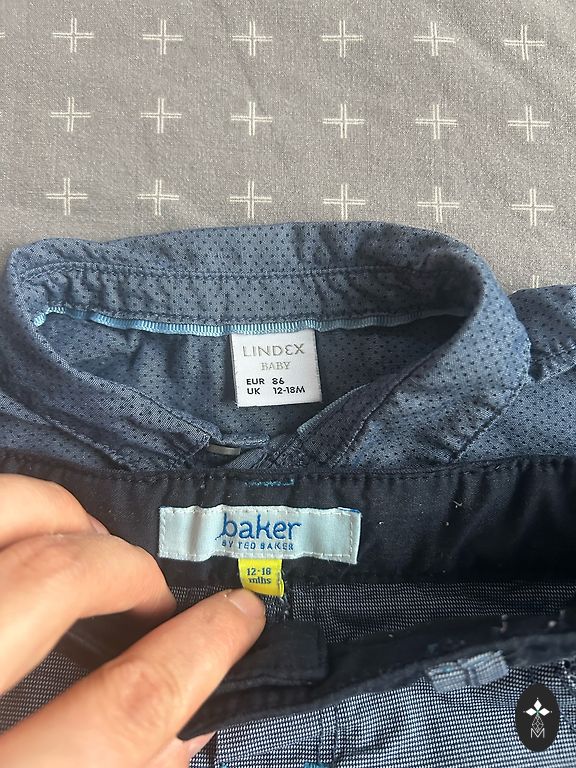 LINDEX
BABY
EUR 86
UK 12-18M
baker
BY TED BAKER
12-18
mths
M